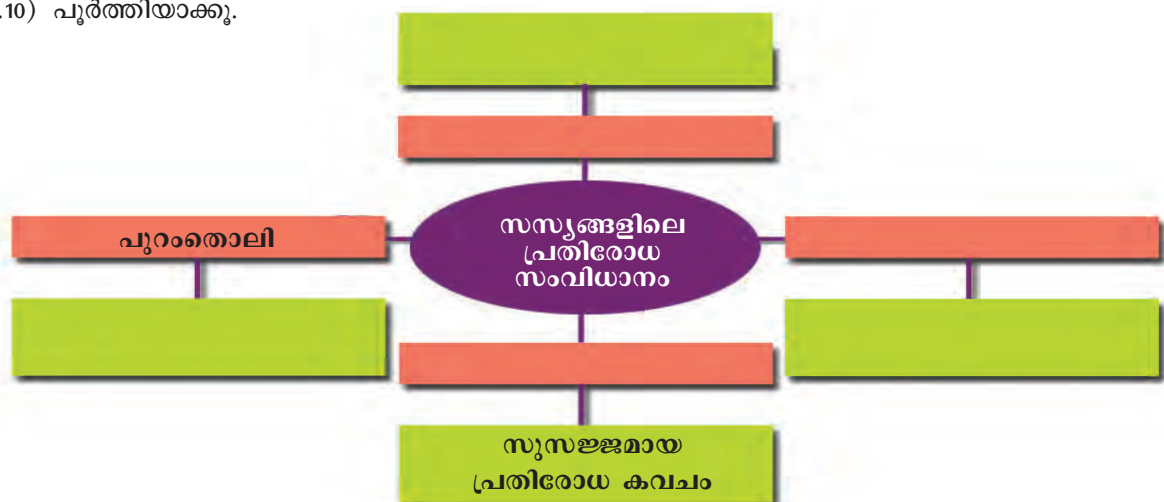 .10) പൂർത്തിയാക്കൂ.
സസ്യങ്ങളിലെ
പ്രതിരോധ
സംവിധാനം
പുറംതൊലി
സുസജ്ജമായ
പ്രതിരോധ കവചം